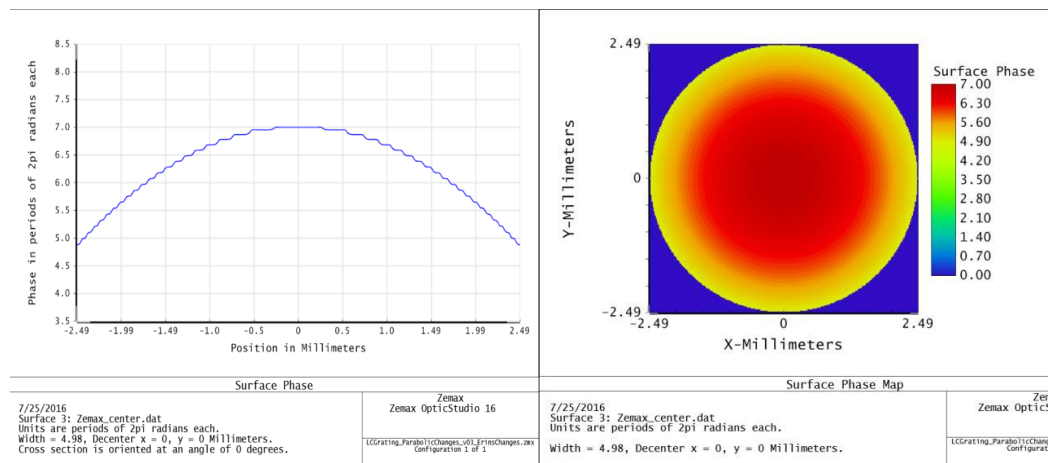 8.5
8.0
7.5
7.0
6.5
6.0
5.5
5.0
4.5
4.0
3.5
Phase in periods of 2pi radians each
-2.49 -1.99 -1.49 -1.0 -0.5 0 0.5 1.0 1.49 1.99 2.49
Position in Millimeters
Surface Phase
7/25/2016
Surface 3: Zemax_center.dat
Units are periods of 2pi radians each.
Width = 4.98, Decenter x = 0, y = 0 Millimeters.
Cross section is oriented at an angle of 0 degrees.
Zemax
Zemax OpticStudio 16
LCGrating_ParabolicChanges_v03_ErinsChanges.zmx
Configuration 1 of 1
2.49
0
-2.49
Y-Millimeters
-2.49 0 2.49
X-Millimeters
Surface Phase
7.00
6.30
5.60
4.90
4.20
3.50
2.80
2.10
1.40
0.70
0.00
Surface Phase Map
7/25/2016
Surface 3: Zemax_center.dat
Units are periods of 2pi radians each.
Width = 4.98, Decenter x = 0, y = 0 Millimeters.
Zem
Zemax OpticS
LCGrating_ParabolicChang
Configurat